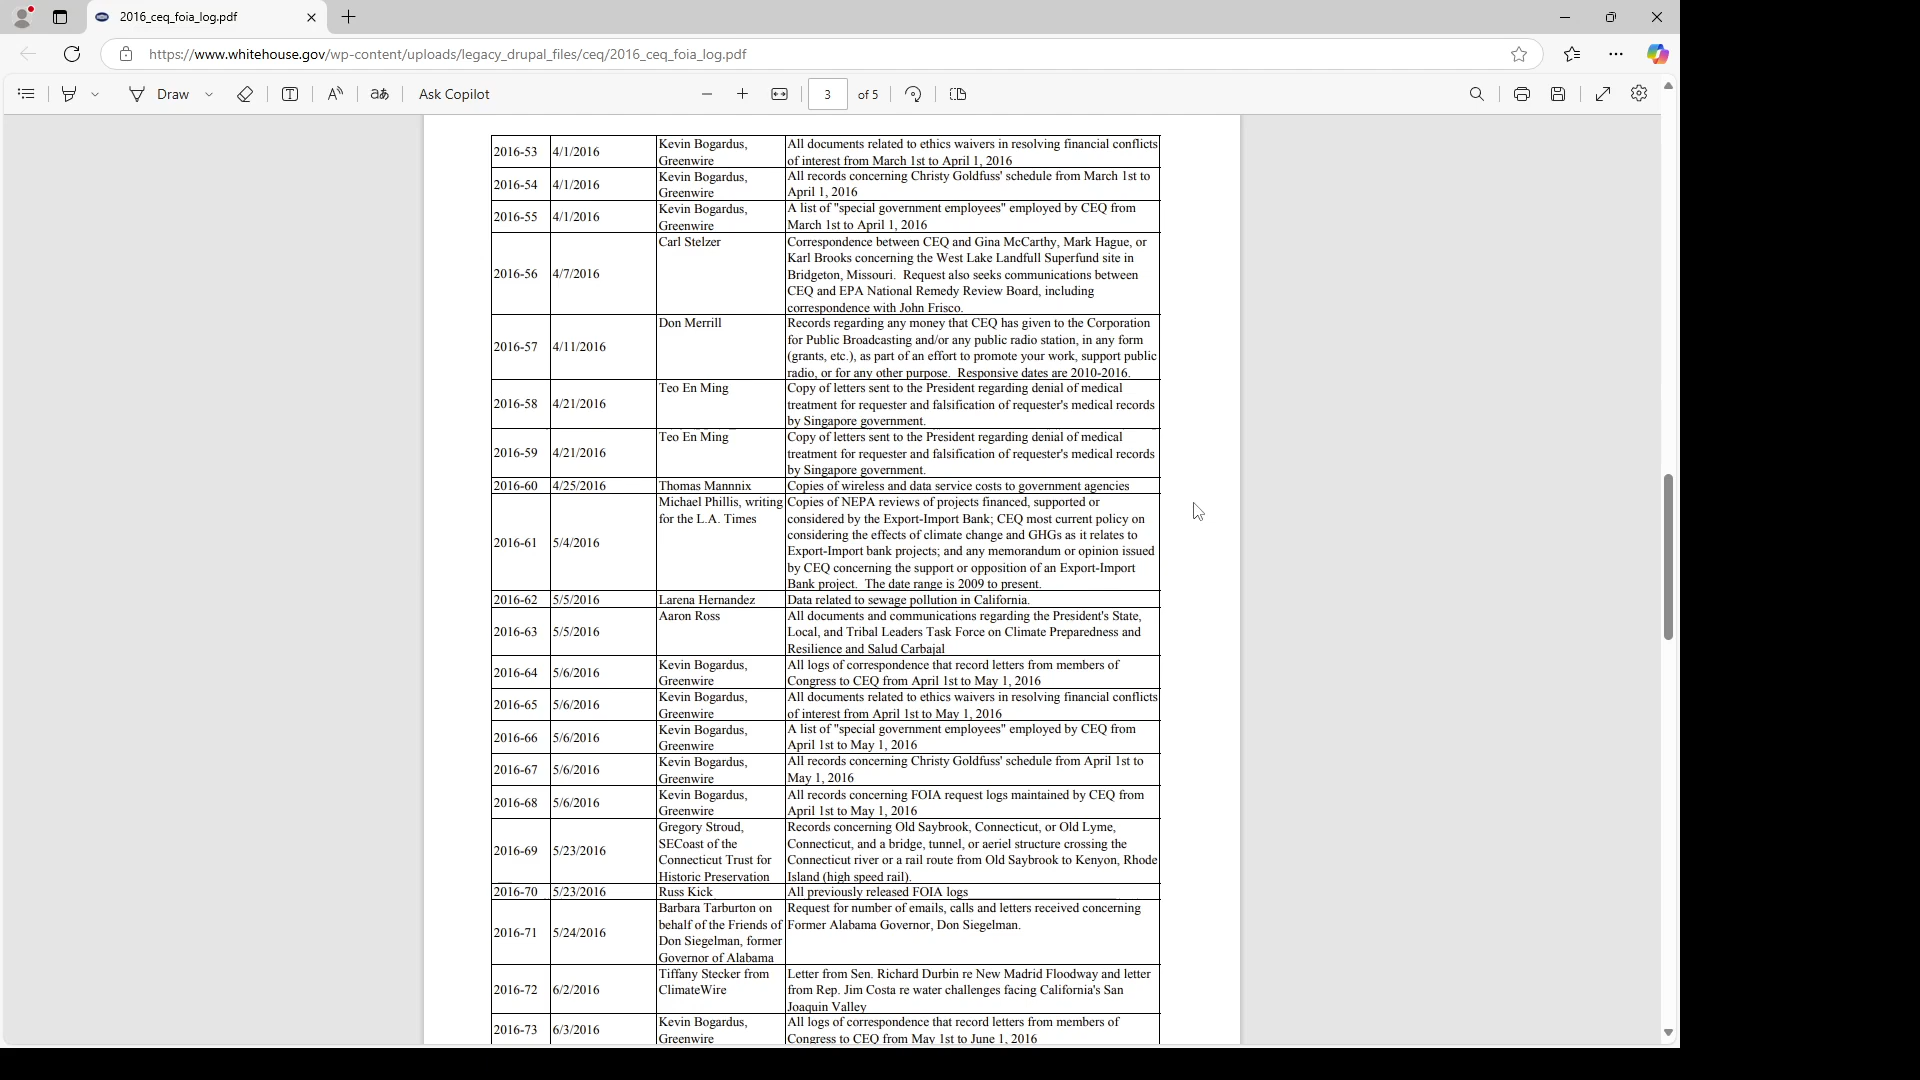 2016_ceq_foia_log.pdf
https://www.whitehouse.gov/wp-content/uploads/legacy_drupal_files/ceq/2016_ceq_foia_log.pdf
Draw
aあ
Ask Copilot
3 of 5
2016-53 4/1/2016 Kevin Bogardus, Greenwire All documents related to ethics waivers in resolving financial conflicts
of interest from March 1st to April 1, 2016
2016-54 4/1/2016 Kevin Bogardus, Greenwire All records concerning Christy Goldfuss' schedule from March 1st to
April 1, 2016
2016-55 4/1/2016 Kevin Bogardus, Greenwire A list of "special government employees" employed by CEQ from
March 1st to April 1, 2016
2016-56 4/7/2016 Carl Stelzer Correspondence between CEQ and Gina McCarthy, Mark Hague, or
Karl Brooks concerning the West Lake Landfull Superfund site in
Bridgeton, Missouri.  Request also seeks communications between
CEQ and EPA National Remedy Review Board, including
correspondence with John Frisco.
2016-57 4/11/2016 Don Merrill Records regarding any money that CEQ has given to the Corporation
for Public Broadcasting and/or any public radio station, in any form
(grants, etc.), as part of an effort to promote your work, support public
radio, or for any other purpose.  Responsive dates are 2010-2016.
2016-58 4/21/2016 Teo En Ming Copy of letters sent to the President regarding denial of medical
treatment for requester and falsification of requester's medical records
by Singapore government.
2016-59 4/21/2016 Teo En Ming Copy of letters sent to the President regarding denial of medical
treatment for requester and falsification of requester's medical records
by Singapore government.
2016-60 4/25/2016 Thomas Mannnix Copies of wireless and data service costs to government agencies
2016-61 5/4/2016 Michael Phillis, writing for the L.A. Times Copies of NEPA reviews of projects financed, supported or
considered by the Export-Import Bank; CEQ most current policy on
considering the effects of climate change and GHGs as it relates to
Export-Import bank projects; and any memorandum or opinion issued
by CEQ concerning the support or opposition of an Export-Import
Bank project.  The date range is 2009 to present.
2016-62 5/5/2016 Larena Hernandez Data related to sewage pollution in California.
2016-63 5/5/2016 Aaron Ross All documents and communications regarding the President's State,
Local, and Tribal Leaders Task Force on Climate Preparedness and
Resilience and Salud Carbajal
2016-64 5/6/2016 Kevin Bogardus, Greenwire All logs of correspondence that record letters from members of
Congress to CEQ from April 1st to May 1, 2016
2016-65 5/6/2016 Kevin Bogardus, Greenwire All documents related to ethics waivers in resolving financial conflicts
of interest from April 1st to May 1, 2016
2016-66 5/6/2016 Kevin Bogardus, Greenwire A list of "special government employees" employed by CEQ from
April 1st to May 1, 2016
2016-67 5/6/2016 Kevin Bogardus, Greenwire All records concerning Christy Goldfuss' schedule from April 1st to
May 1, 2016
2016-68 5/6/2016 Kevin Bogardus, Greenwire All records concerning FOIA request logs maintained by CEQ from
April 1st to May 1, 2016
2016-69 5/23/2016 Gregory Stroud, SECoast of the Connecticut Trust for Historic Preservation Records concerning Old Saybrook, Connecticut, or Old Lyme,
Connecticut, and a bridge, tunnel, or aeriel structure crossing the
Connecticut river or a rail route from Old Saybrook to Kenyon, Rhode
Island (high speed rail).
2016-70 5/23/2016 Russ Kick All previously released FOIA logs
2016-71 5/24/2016 Barbara Tarburton on behalf of the Friends of Don Siegelman, former Governor of Alabama Request for number of emails, calls and letters received concerning
Former Alabama Governor, Don Siegelman.
2016-72 6/2/2016 Tiffany Stecker from ClimateWire Letter from Sen. Richard Durbin re New Madrid Floodway and letter
from Rep. Jim Costa re water challenges facing California's San
Joaquin Valley
2016-73 6/3/2016 Kevin Bogardus, Greenwire All logs of correspondence that record letters from members of
Congress to CEQ from May 1st to June 1, 2016